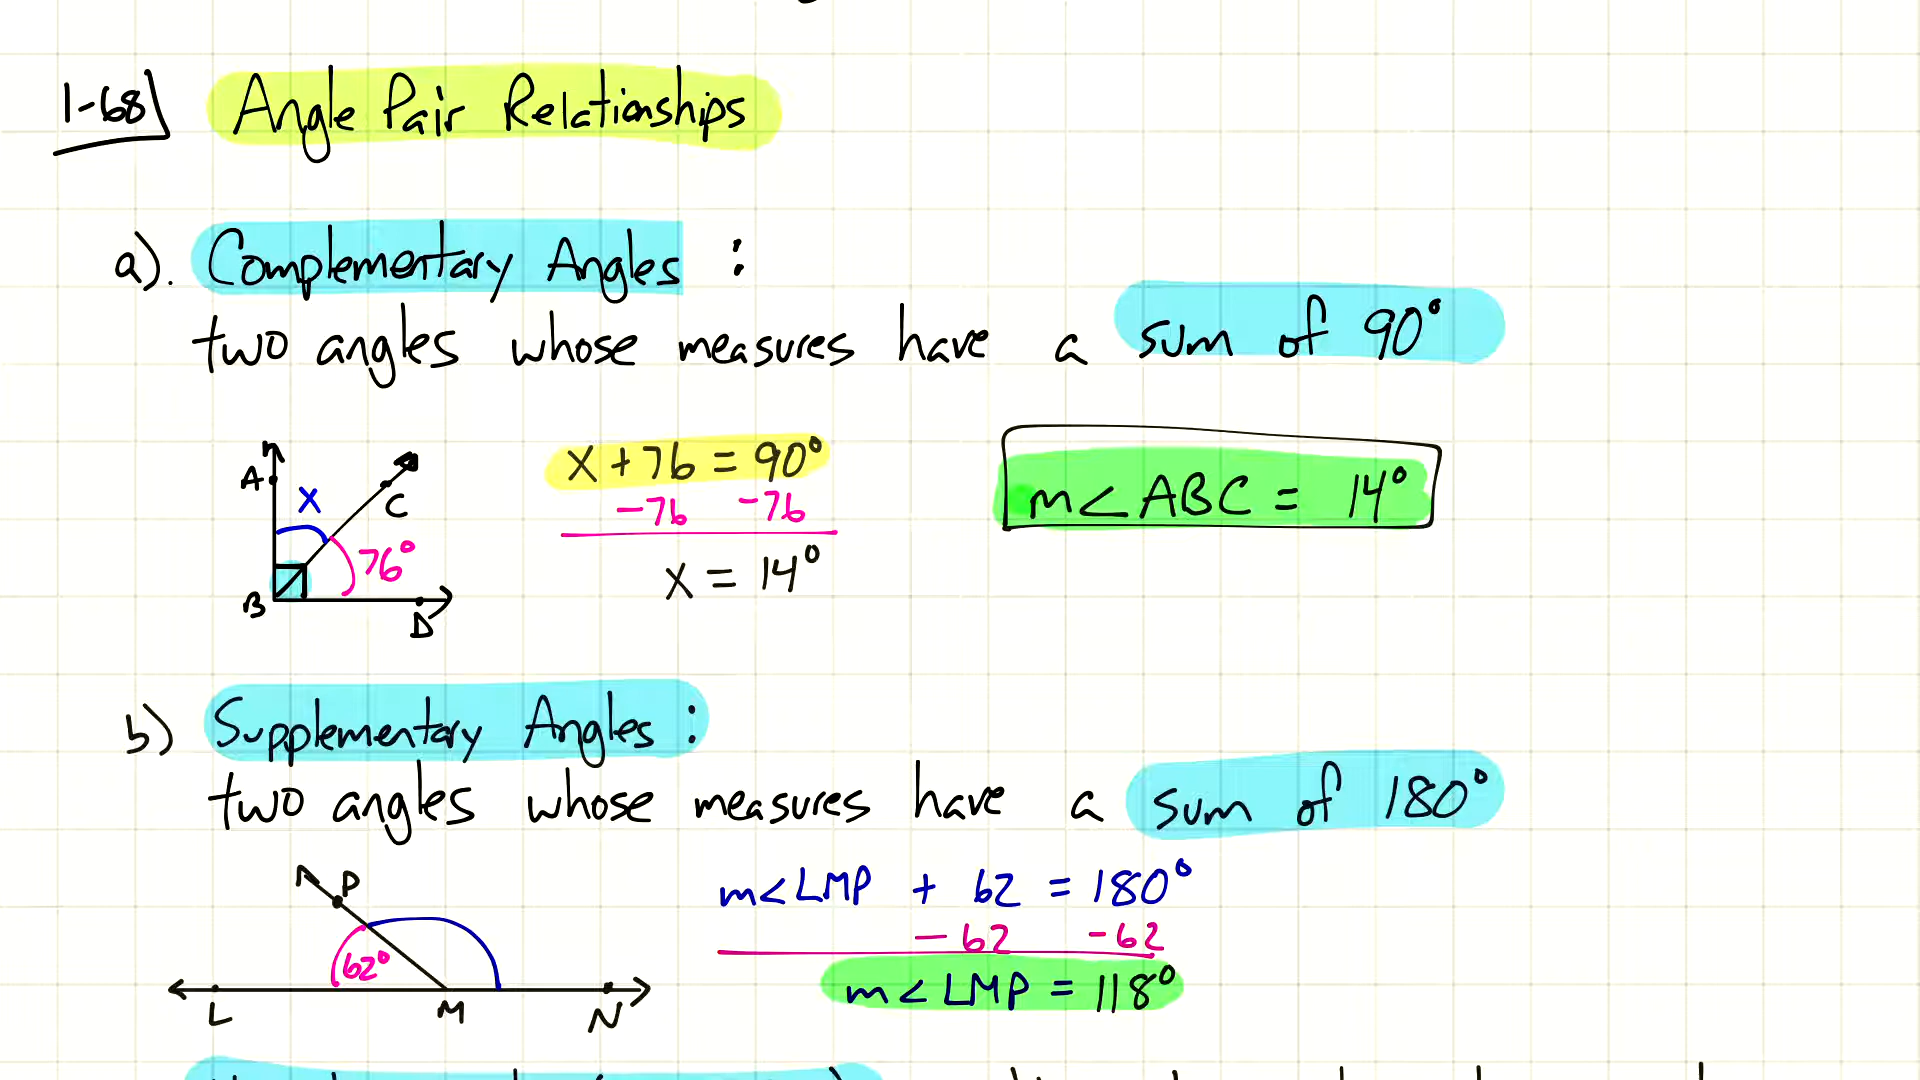 1-68 Angle Pair Relationships
a). Complementary Angles :
two angles whose measures have a sum of 90°
A
X
C
76°
B
D
X + 76 = 90°
-76 -76
x = 14°
m∠ABC = 14°
b) Supplementary Angles :
two angles whose measures have a sum of 180°
P
62°
L
M
N
m∠LMP + 62 = 180°
-62 -62
m∠LMP = 118°